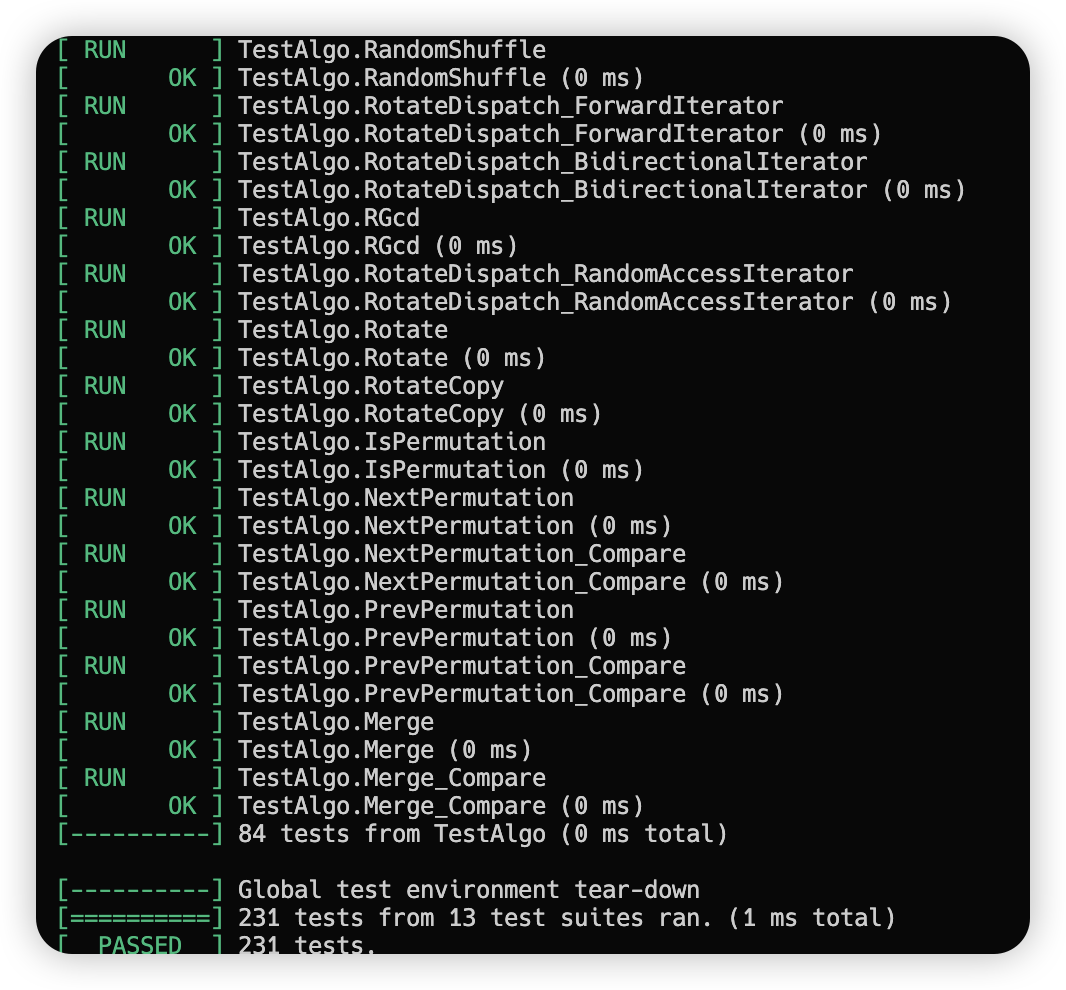 [ RUN      ] TestAlgo.RandomShuffle
[       OK ] TestAlgo.RandomShuffle (0 ms)
[ RUN      ] TestAlgo.RotateDispatch_ForwardIterator
[       OK ] TestAlgo.RotateDispatch_ForwardIterator (0 ms)
[ RUN      ] TestAlgo.RotateDispatch_BidirectionalIterator
[       OK ] TestAlgo.RotateDispatch_BidirectionalIterator (0 ms)
[ RUN      ] TestAlgo.RGcd
[       OK ] TestAlgo.RGcd (0 ms)
[ RUN      ] TestAlgo.RotateDispatch_RandomAccessIterator
[       OK ] TestAlgo.RotateDispatch_RandomAccessIterator (0 ms)
[ RUN      ] TestAlgo.Rotate
[       OK ] TestAlgo.Rotate (0 ms)
[ RUN      ] TestAlgo.RotateCopy
[       OK ] TestAlgo.RotateCopy (0 ms)
[ RUN      ] TestAlgo.IsPermutation
[       OK ] TestAlgo.IsPermutation (0 ms)
[ RUN      ] TestAlgo.NextPermutation
[       OK ] TestAlgo.NextPermutation (0 ms)
[ RUN      ] TestAlgo.NextPermutation_Compare
[       OK ] TestAlgo.NextPermutation_Compare (0 ms)
[ RUN      ] TestAlgo.PrevPermutation
[       OK ] TestAlgo.PrevPermutation (0 ms)
[ RUN      ] TestAlgo.PrevPermutation_Compare
[       OK ] TestAlgo.PrevPermutation_Compare (0 ms)
[ RUN      ] TestAlgo.Merge
[       OK ] TestAlgo.Merge (0 ms)
[ RUN      ] TestAlgo.Merge_Compare
[       OK ] TestAlgo.Merge_Compare (0 ms)
[----------] 84 tests from TestAlgo (0 ms total)
[----------] Global test environment tear-down
[==========] 231 tests from 13 test suites ran. (1 ms total)
[  PASSED  ] 231 tests.